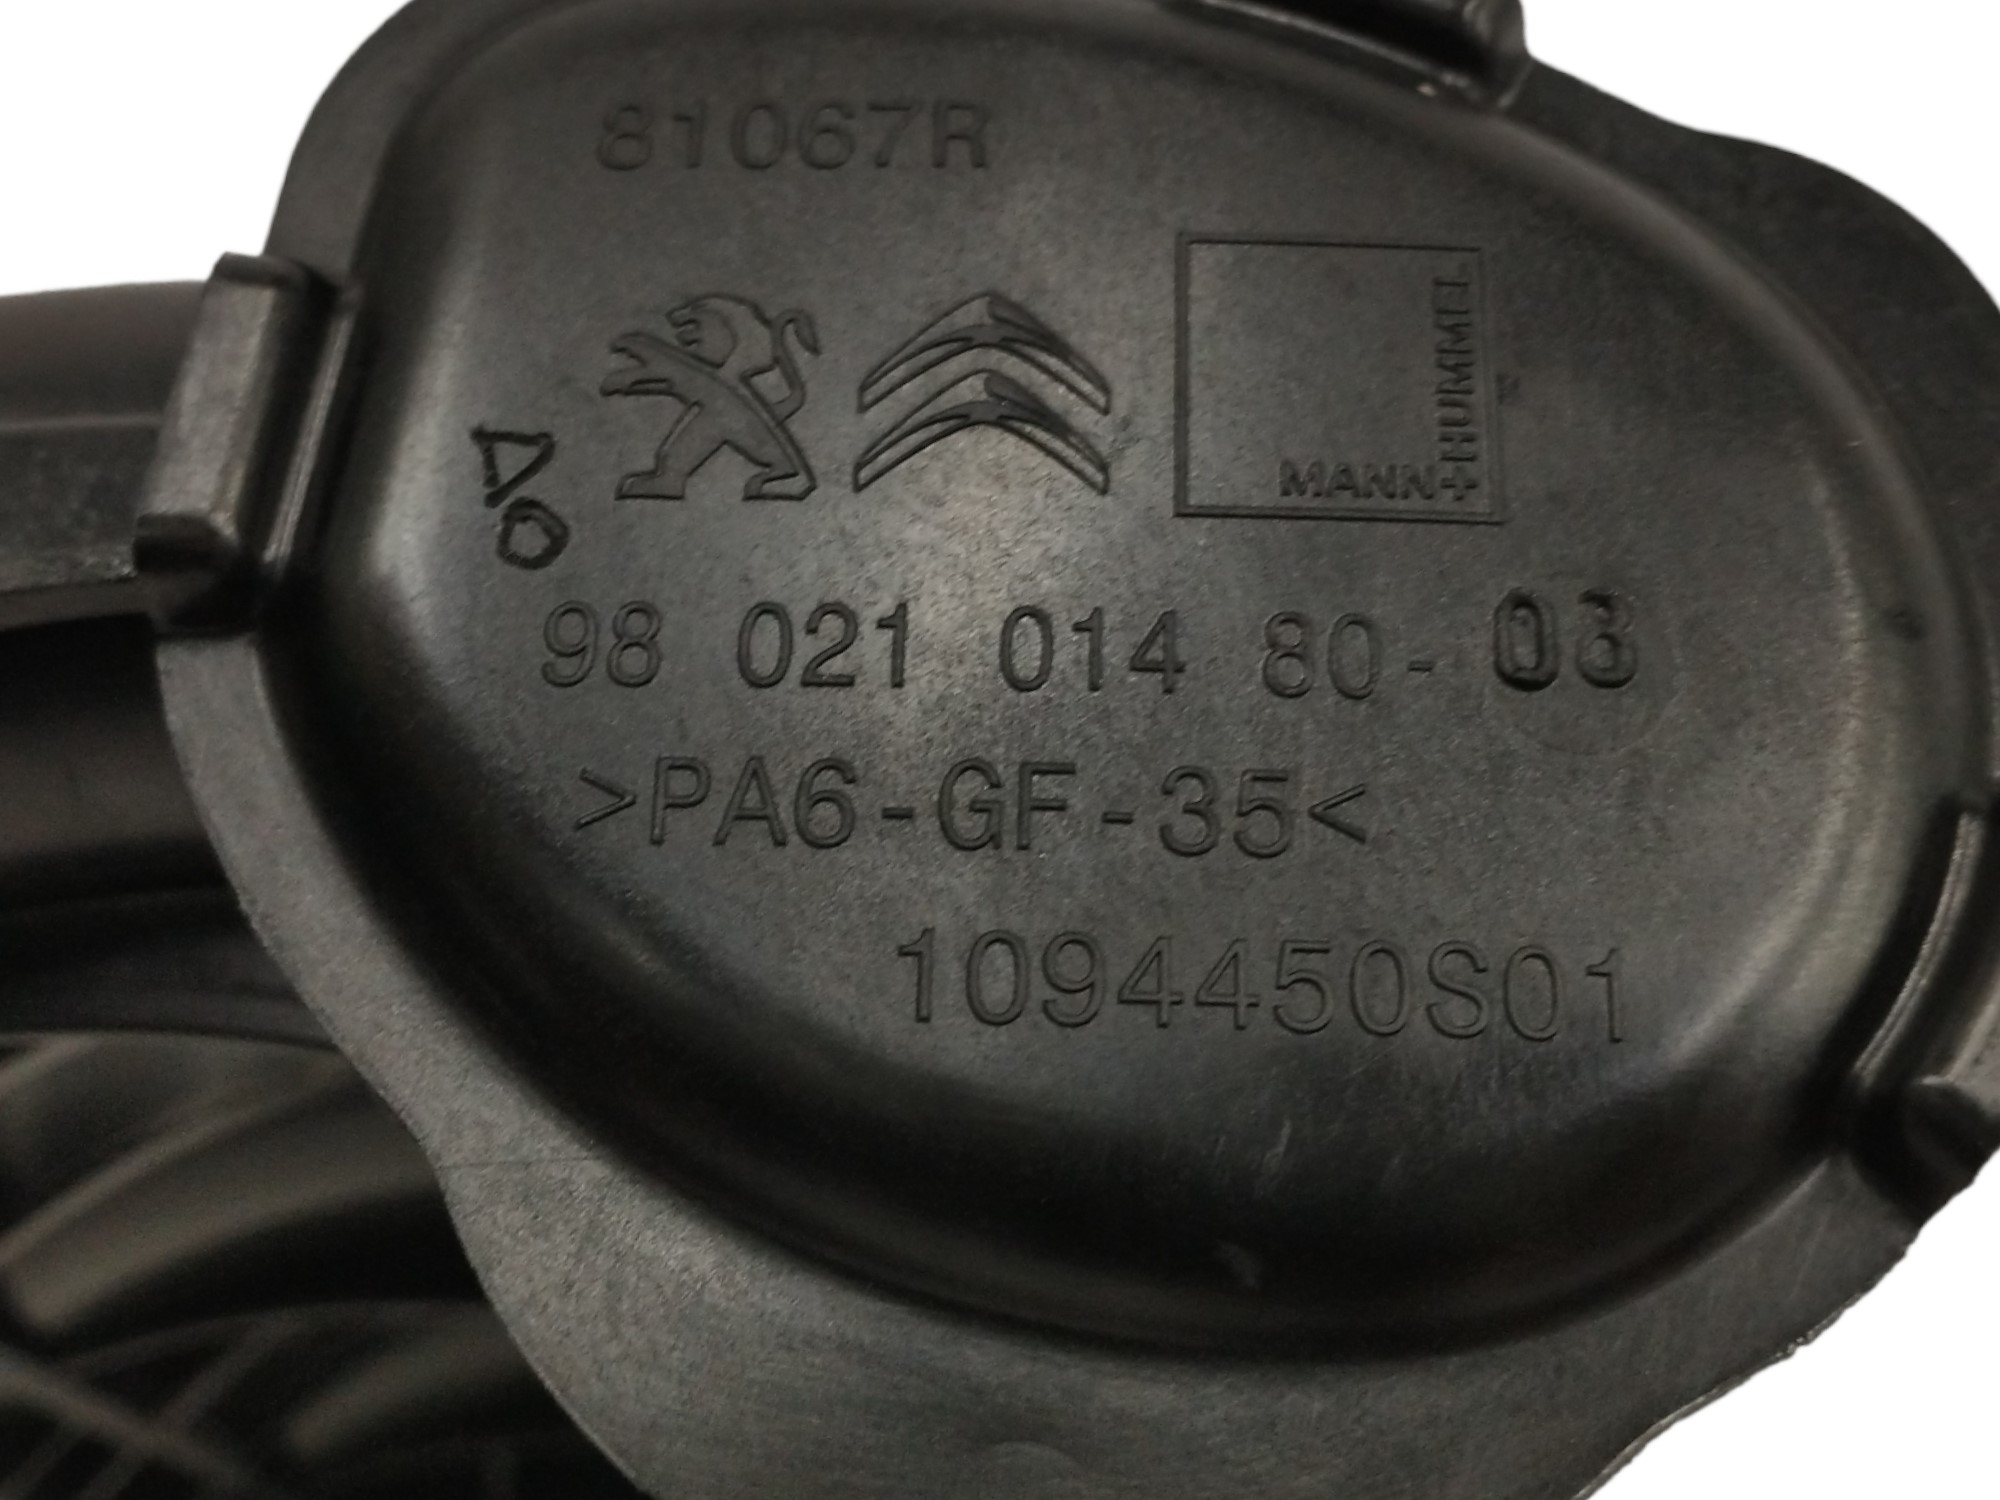 81067R
MANN+HUMMEL
98 021 014 80-03
>PA6-GF-35<
1094450S01